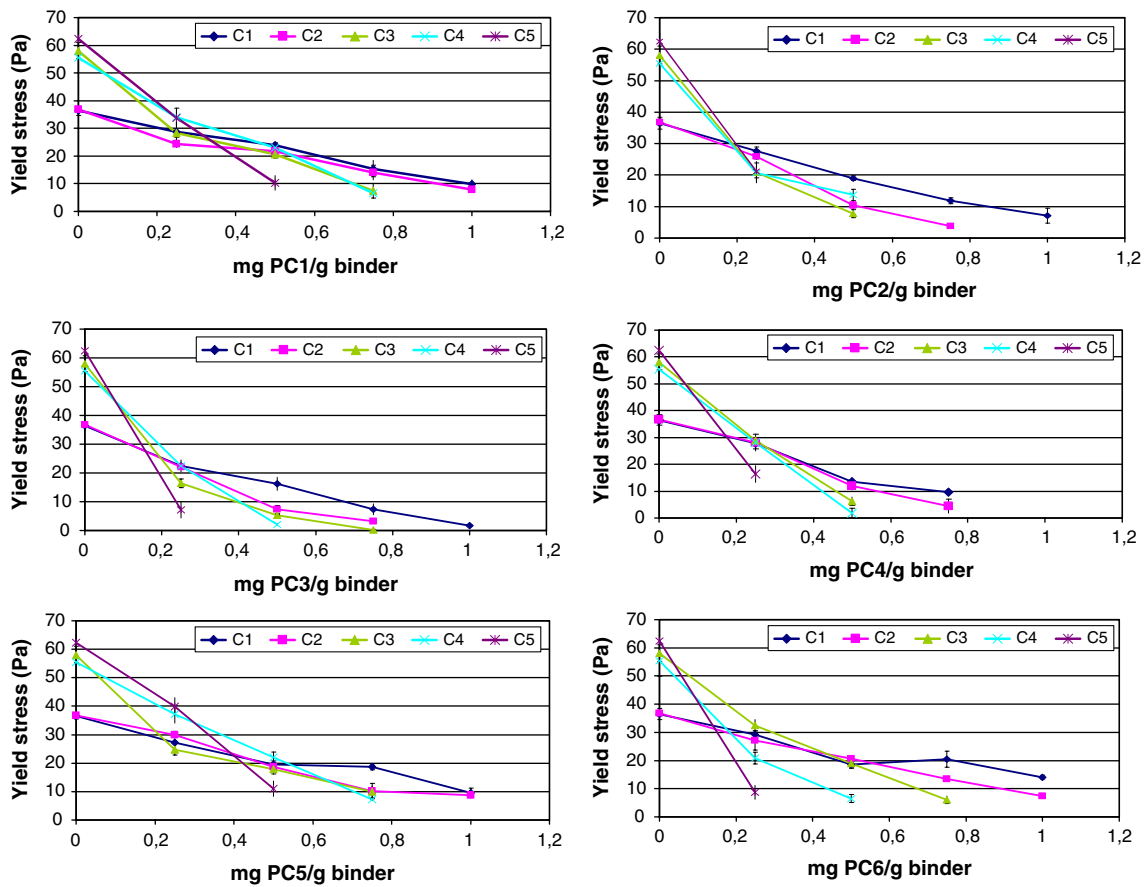 Yield stress (Pa)
70
60
50
40
30
20
10
0
C1 C2 C3 C4 C5
0 0,2 0,4 0,6 0,8 1 1,2
mg PC1/g binder
Yield stress (Pa)
70
60
50
40
30
20
10
0
C1 C2 C3 C4 C5
0 0,2 0,4 0,6 0,8 1 1,2
mg PC2/g binder
Yield stress (Pa)
70
60
50
40
30
20
10
0
C1 C2 C3 C4 C5
0 0,2 0,4 0,6 0,8 1 1,2
mg PC3/g binder
Yield stress (Pa)
70
60
50
40
30
20
10
0
C1 C2 C3 C4 C5
0 0,2 0,4 0,6 0,8 1 1,2
mg PC4/g binder
Yield stress (Pa)
70
60
50
40
30
20
10
0
C1 C2 C3 C4 C5
0 0,2 0,4 0,6 0,8 1 1,2
mg PC5/g binder
Yield stress (Pa)
70
60
50
40
30
20
10
0
C1 C2 C3 C4 C5
0 0,2 0,4 0,6 0,8 1 1,2
mg PC6/g binder